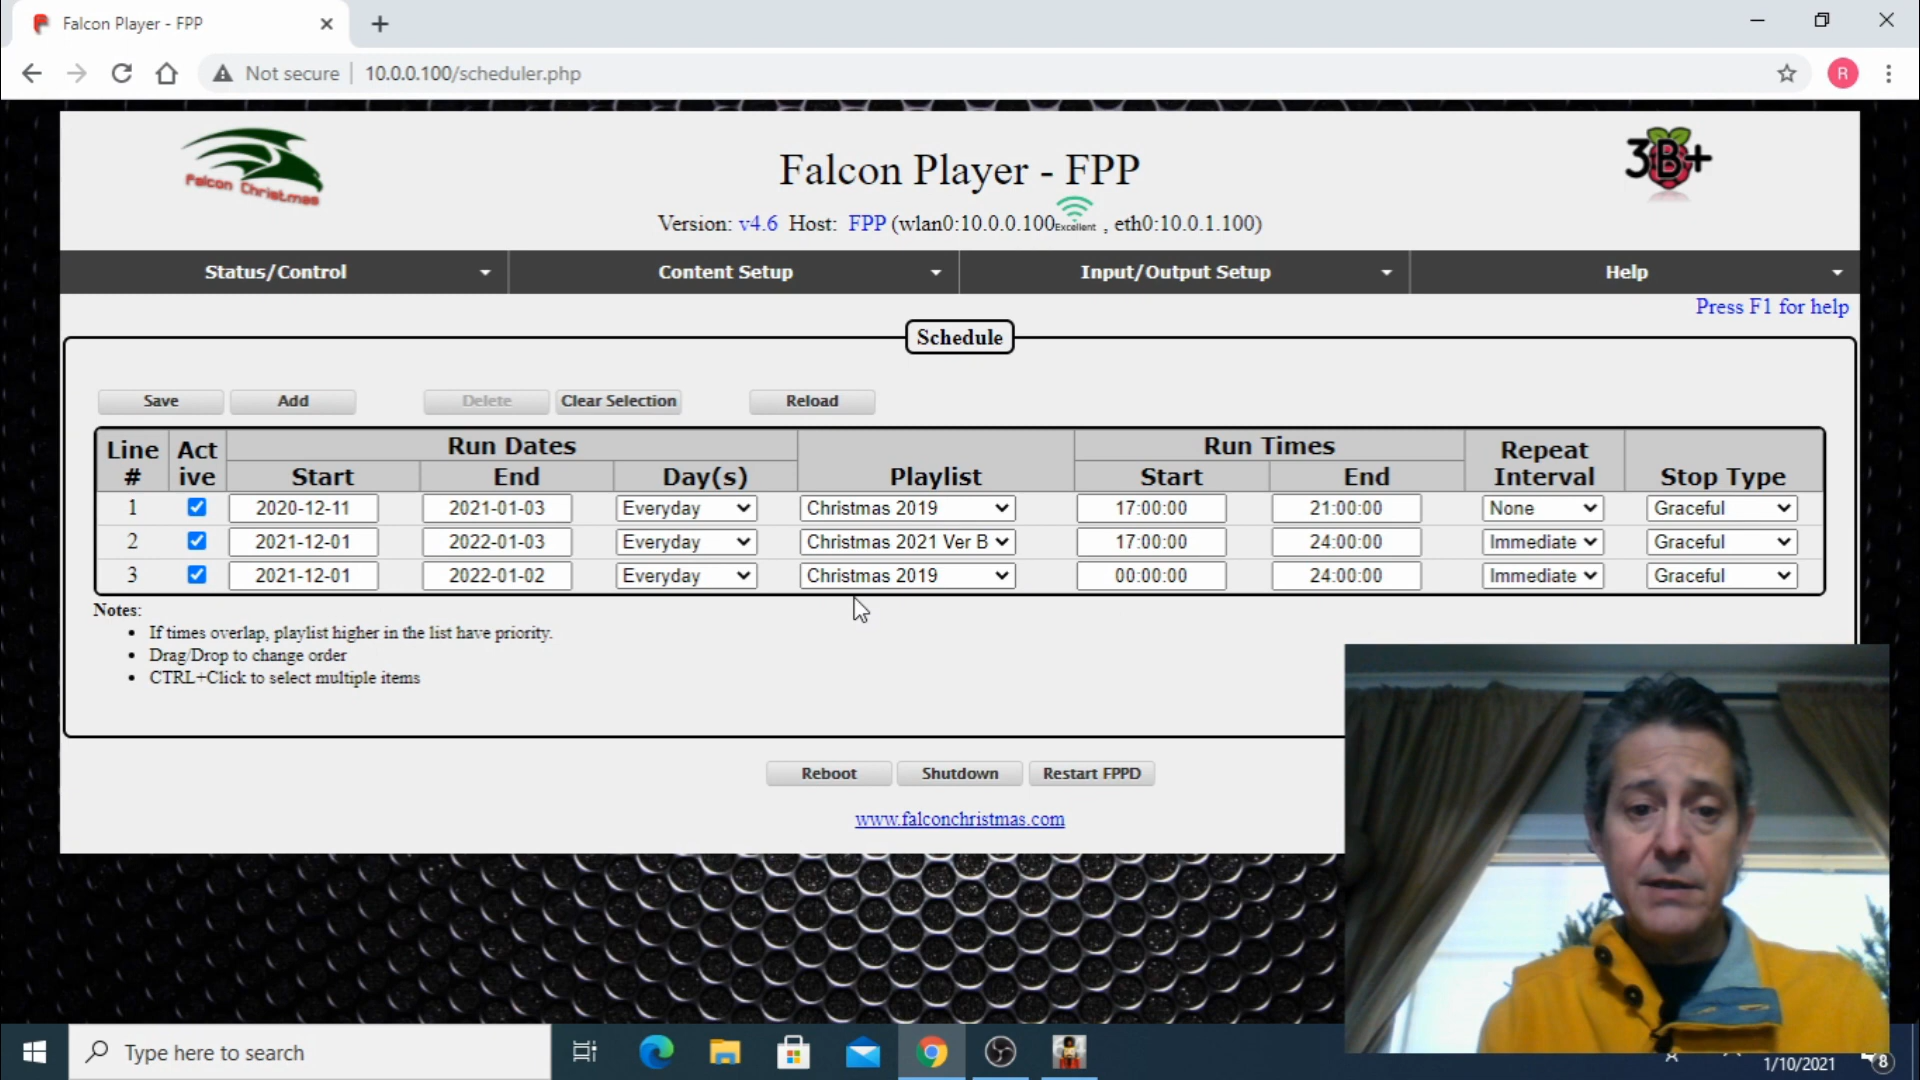 Falcon Player - FPP
Not secure | 10.0.0.100/scheduler.php
R
Falcon Christmas
Falcon Player - FPP
3B+
Version: v4.6 Host: FPP (wlan0:10.0.0.100 Excellent , eth0:10.0.1.100)
Status/Control Content Setup Input/Output Setup Help
Press F1 for help
Schedule
Save Add Delete Clear Selection Reload
Line # Active Run Dates Playlist Run Times Repeat Interval Stop Type
Start End Day(s) Start End
1 2020-12-11 2021-01-03 Everyday Christmas 2019 17:00:00 21:00:00 None Graceful
2 2021-12-01 2022-01-03 Everyday Christmas 2021 Ver B 17:00:00 24:00:00 Immediate Graceful
3 2021-12-01 2022-01-02 Everyday Christmas 2019 00:00:00 24:00:00 Immediate Graceful
Notes:
• If times overlap, playlist higher in the list have priority.
• Drag/Drop to change order
• CTRL+Click to select multiple items
Reboot Shutdown Restart FPPD
www.falconchristmas.com
Type here to search
1/10/2021
8